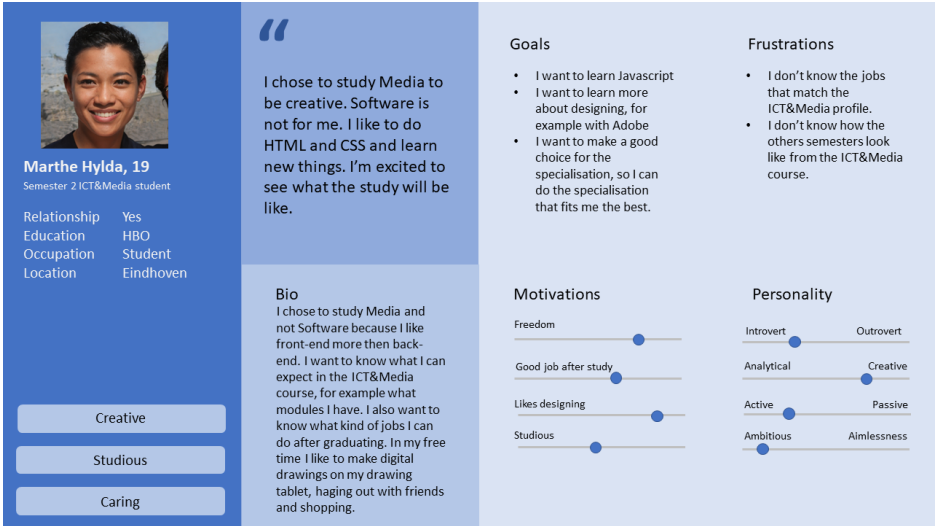 Marthe Hylda, 19
Semester 2 ICT&Media student
Relationship Yes
Education HBO
Occupation Student
Location Eindhoven
Creative
Studious
Caring
“
I chose to study Media to
be creative. Software is
not for me. I like to do
HTML and CSS and learn
new things. I’m excited to
see what the study will be
like.
Bio
I chose to study Media and
not Software because I like
front-end more then back-
end. I want to know what I can
expect in the ICT&Media
course, for example what
modules I have. I also want to
know what kind of jobs I can
do after graduating. In my free
time I like to make digital
drawings on my drawing
tablet, haging out with friends
and shopping.
Goals
• I want to learn Javascript
• I want to learn more
about designing, for
example with Adobe
• I want to make a good
choice for the
specialisation, so I can
do the specialisation
that fits me the best.
Frustrations
• I don’t know the jobs
that match the
ICT&Media profile.
• I don’t know how the
others semesters look
like from the ICT&Media
course.
Motivations
Freedom
Good job after study
Likes designing
Studious
Personality
Introvert Outrovert
Analytical Creative
Active Passive
Ambitious Aimlessness